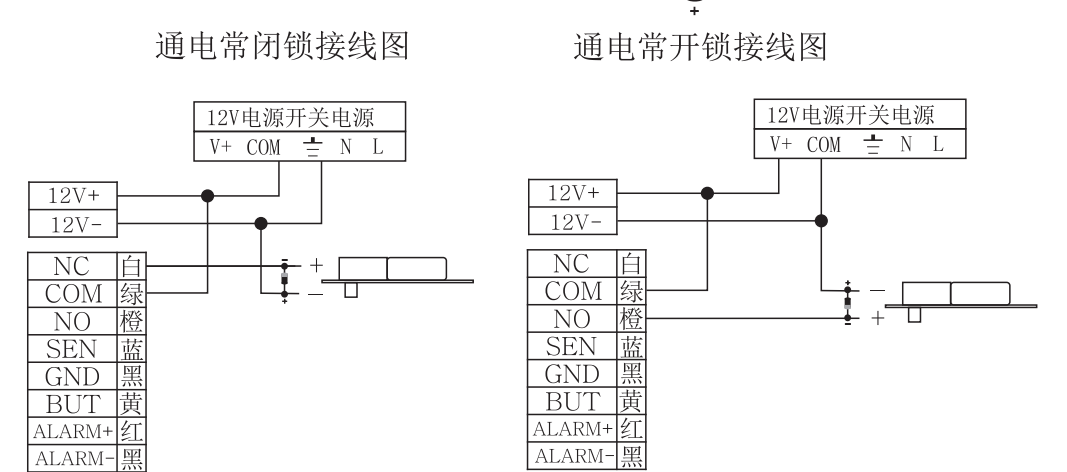 +
通电常闭锁接线图
12V电源开关电源
V+ COM N L
12V+
12V-
NC 白 +
COM 绿 -
NO 橙
SEN 蓝
GND 黑
BUT 黄
ALARM+ 红
ALARM- 黑
通电常开锁接线图
12V电源开关电源
V+ COM N L
12V+
12V-
NC 白
COM 绿 -
NO 橙 +
SEN 蓝
GND 黑
BUT 黄
ALARM+ 红
ALARM- 黑